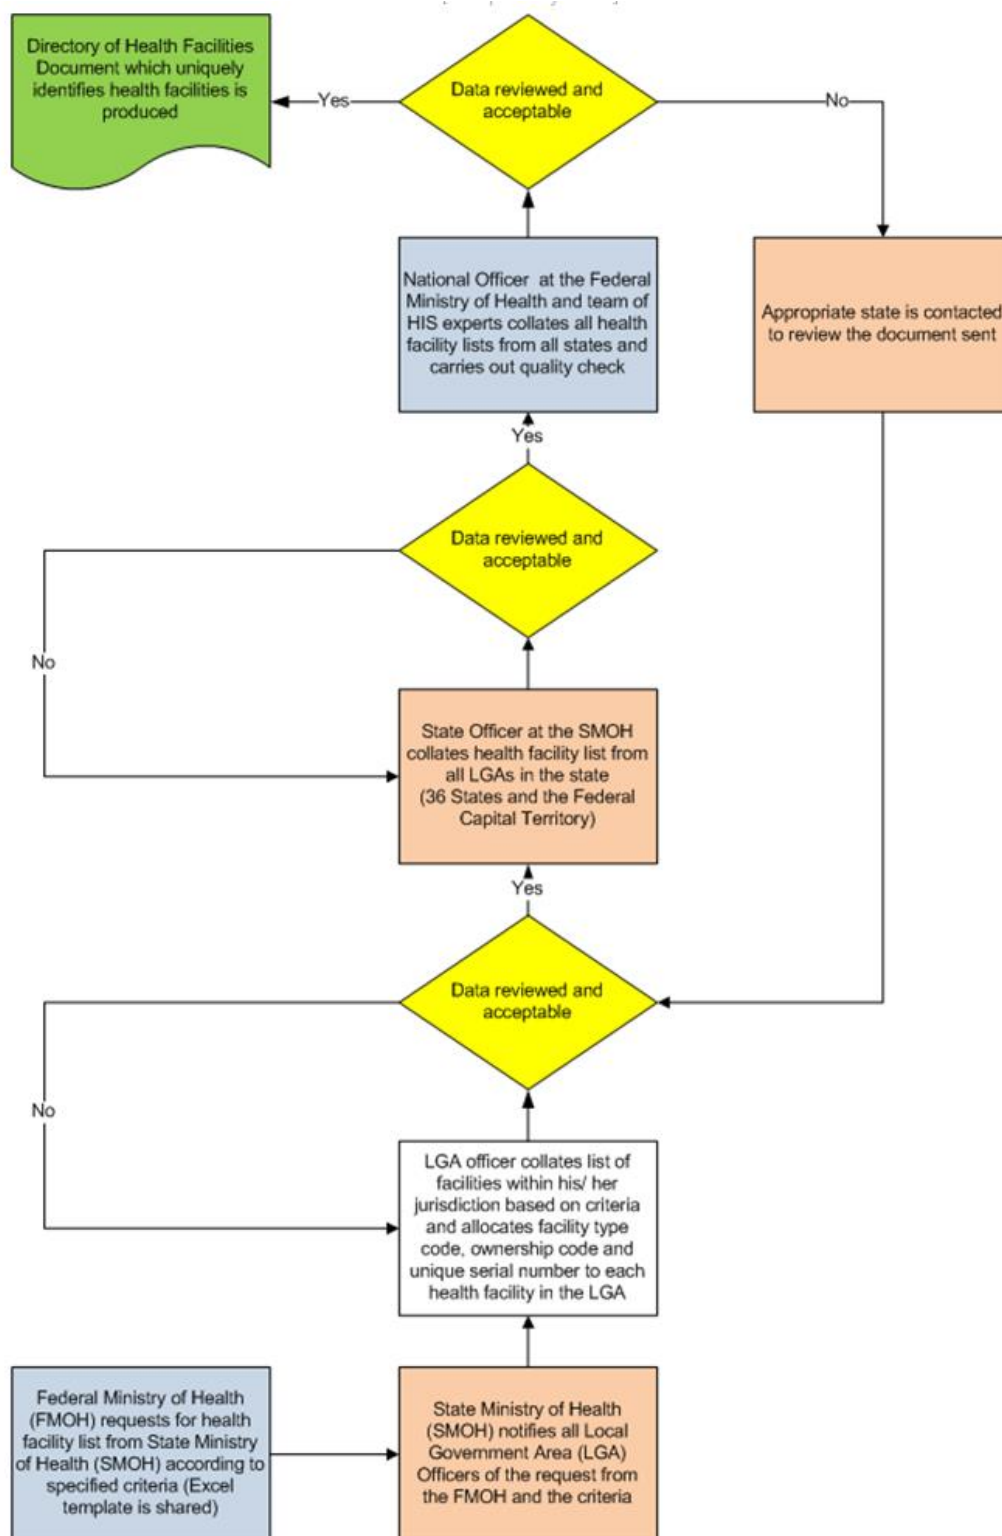 Directory of Health Facilities
Document which uniquely
identifies health facilities is
produced
Yes
Data reviewed and
acceptable
No
National Officer at the Federal
Ministry of Health and team of
HIS experts collates all health
facility lists from all states and
carries out quality check
Appropriate state is contacted
to review the document sent
Yes
Data reviewed and
acceptable
No
State Officer at the SMOH
collates health facility list from
all LGAs in the state
(36 States and the Federal
Capital Territory)
Yes
Data reviewed and
acceptable
No
LGA officer collates list of
facilities within his/ her
jurisdiction based on criteria
and allocates facility type
code, ownership code and
unique serial number to each
health facility in the LGA
Federal Ministry of Health
(FMOH) requests for health
facility list from State Ministry
of Health (SMOH) according to
specified criteria (Excel
template is shared)
State Ministry of Health
(SMOH) notifies all Local
Government Area (LGA)
Officers of the request from
the FMOH and the criteria